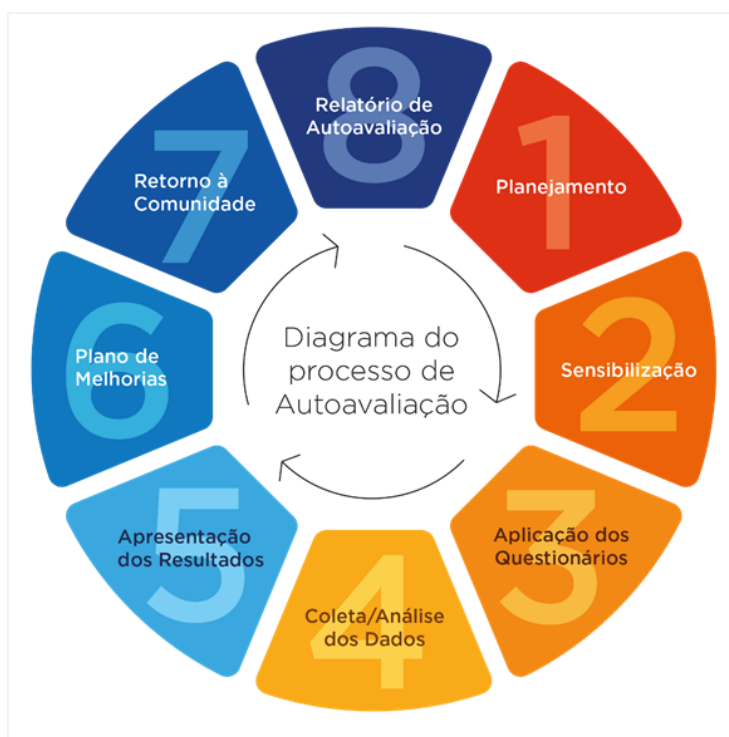 Diagrama do
processo de
Autoavaliação
1
Planejamento
2
Sensibilização
3
Aplicação dos
Questionários
4
Coleta/Análise
dos Dados
5
Apresentação
dos Resultados
6
Plano de
Melhorias
7
Retorno à
Comunidade
8
Relatório de
Autoavaliação